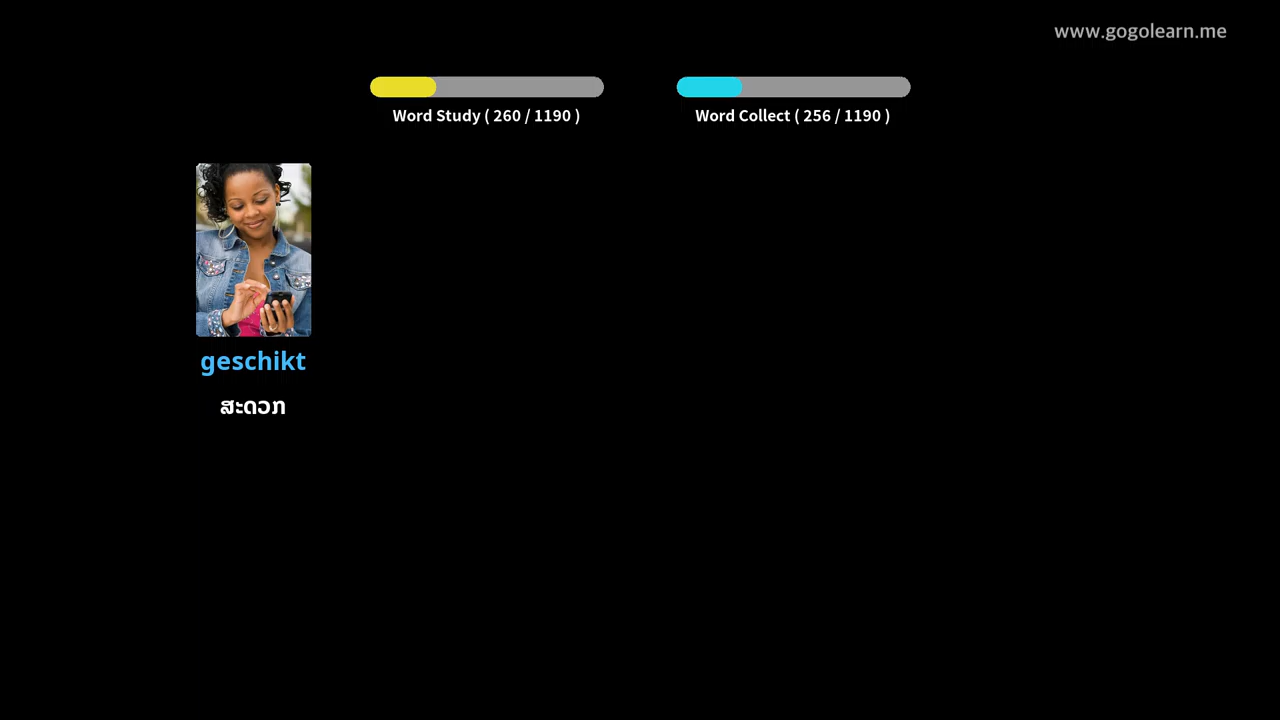 www.gogolearn.me
Word Study ( 260 / 1190 )
Word Collect ( 256 / 1190 )
geschikt
ສະດວກ